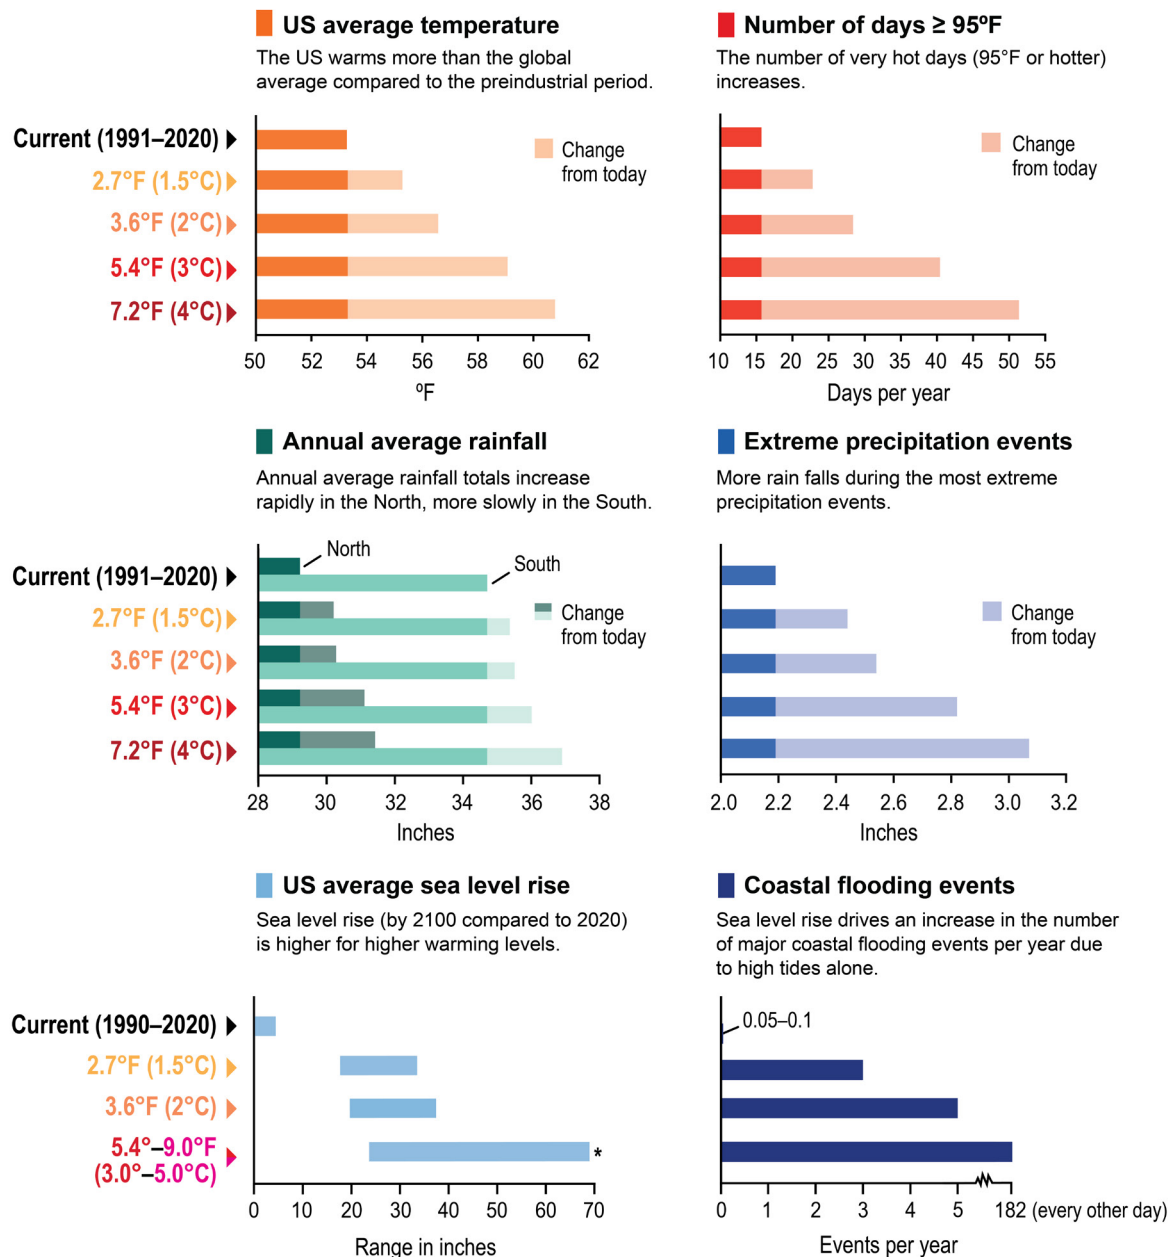 US average temperature
The US warms more than the global
average compared to the preindustrial period.
Current (1991–2020)
2.7°F (1.5°C)
3.6°F (2°C)
5.4°F (3°C)
7.2°F (4°C)
Change
from today
50 52 54 56 58 60 62
ºF
Number of days ≥ 95ºF
The number of very hot days (95°F or hotter)
increases.
Change
from today
10 15 20 25 30 35 40 45 50 55
Days per year
Annual average rainfall
Annual average rainfall totals increase
rapidly in the North, more slowly in the South.
North
South
Current (1991–2020)
2.7°F (1.5°C)
3.6°F (2°C)
5.4°F (3°C)
7.2°F (4°C)
Change
from today
28 30 32 34 36 38
Inches
Extreme precipitation events
More rain falls during the most extreme
precipitation events.
Change
from today
2.0 2.2 2.4 2.6 2.8 3.0 3.2
Inches
US average sea level rise
Sea level rise (by 2100 compared to 2020)
is higher for higher warming levels.
Current (1990–2020)
2.7°F (1.5°C)
3.6°F (2°C)
5.4°–9.0°F
(3.0°–5.0°C)
*
0 10 20 30 40 50 60 70
Range in inches
Coastal flooding events
Sea level rise drives an increase in the number
of major coastal flooding events per year due
to high tides alone.
0.05–0.1
0 1 2 3 4 5 182 (every other day)
Events per year